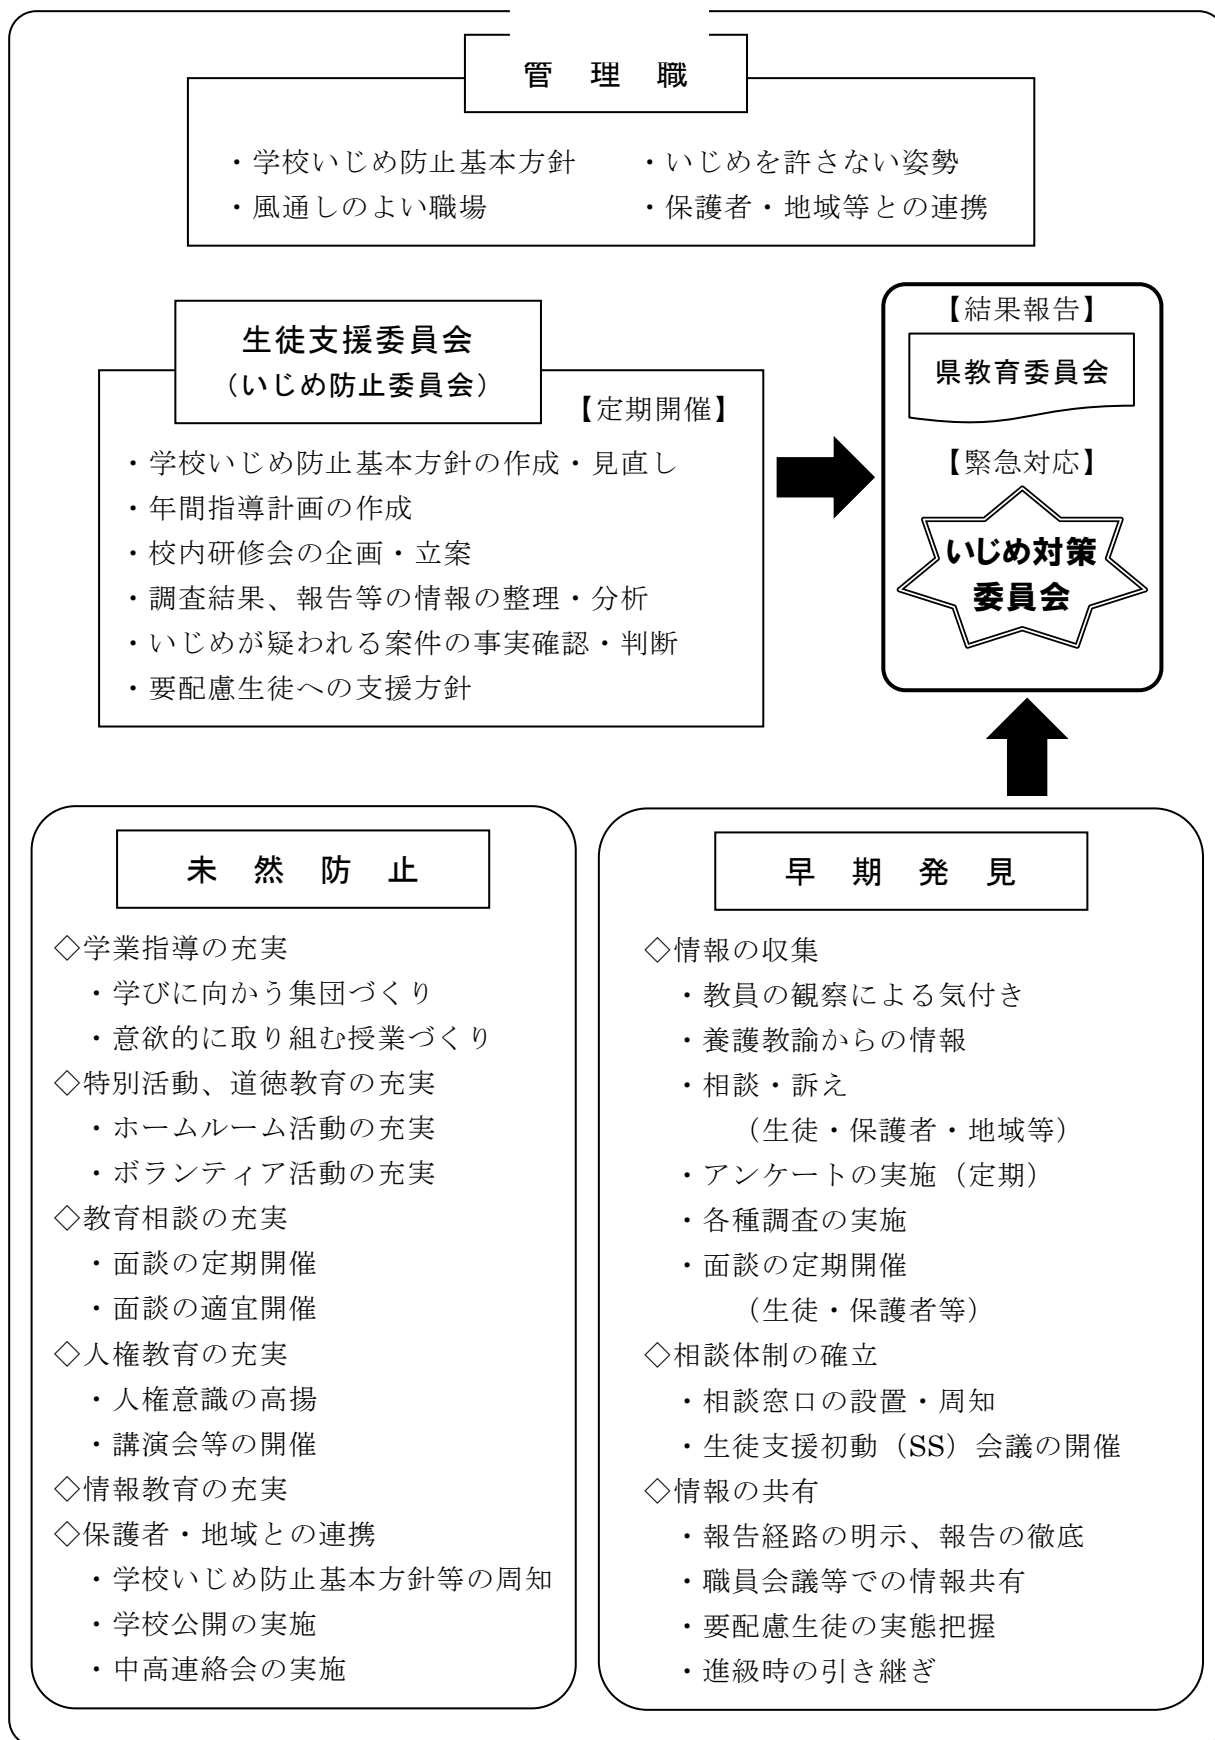 管　理　職
・学校いじめ防止基本方針　・いじめを許さない姿勢
・風通しのよい職場　・保護者・地域等との連携
生徒支援委員会
（いじめ防止委員会）
【定期開催】
・学校いじめ防止基本方針の作成・見直し
・年間指導計画の作成
・校内研修会の企画・立案
・調査結果、報告等の情報の整理・分析
・いじめが疑われる案件の事実確認・判断
・要配慮生徒への支援方針
【結果報告】
県教育委員会
【緊急対応】
いじめ対策
委員会
未　然　防　止
◇学業指導の充実
・学びに向かう集団づくり
・意欲的に取り組む授業づくり
◇特別活動、道徳教育の充実
・ホームルーム活動の充実
・ボランティア活動の充実
◇教育相談の充実
・面談の定期開催
・面談の適宜開催
◇人権教育の充実
・人権意識の高揚
・講演会等の開催
◇情報教育の充実
◇保護者・地域との連携
・学校いじめ防止基本方針等の周知
・学校公開の実施
・中高連絡会の実施
早　期　発　見
◇情報の収集
・教員の観察による気付き
・養護教諭からの情報
・相談・訴え
（生徒・保護者・地域等）
・アンケートの実施（定期）
・各種調査の実施
・面談の定期開催
（生徒・保護者等）
◇相談体制の確立
・相談窓口の設置・周知
・生徒支援初動（SS）会議の開催
◇情報の共有
・報告経路の明示、報告の徹底
・職員会議等での情報共有
・要配慮生徒の実態把握
・進級時の引き継ぎ